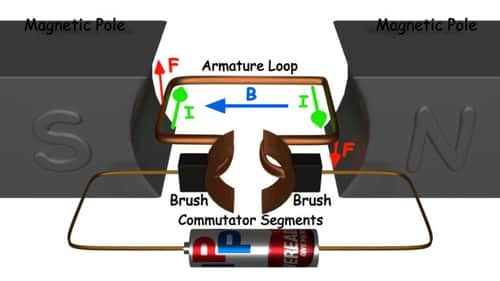 Magnetic Pole
Magnetic Pole
F
Armature Loop
B
I
I
S
N
F
Brush
Brush
Commutator Segments